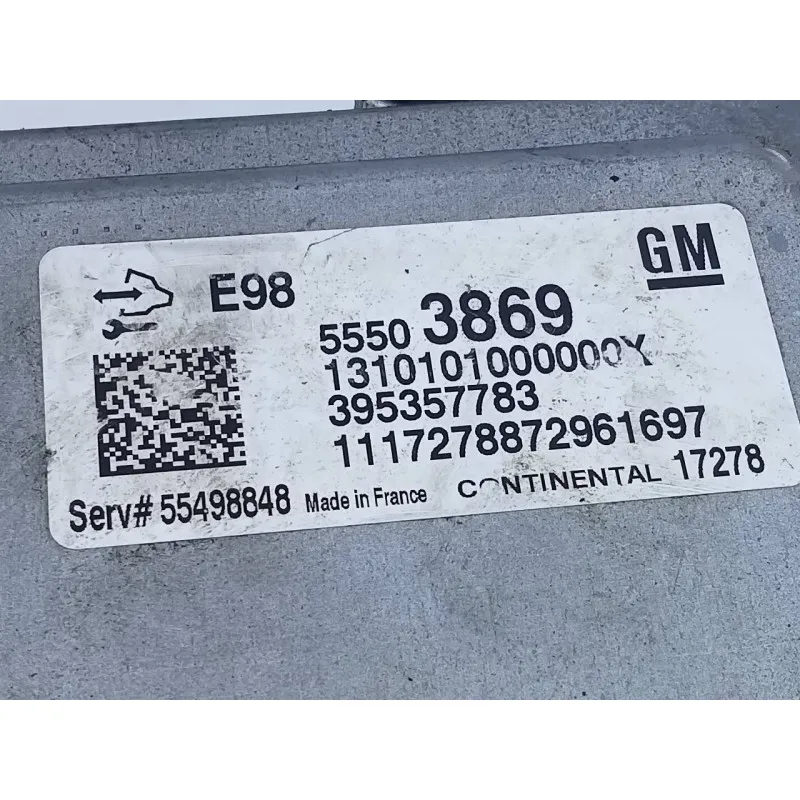 GM
E98
5550 3869
1310101000000Y
395357783
1117278872961697
Serv# 55498848 Made in France CONTINENTAL 17278